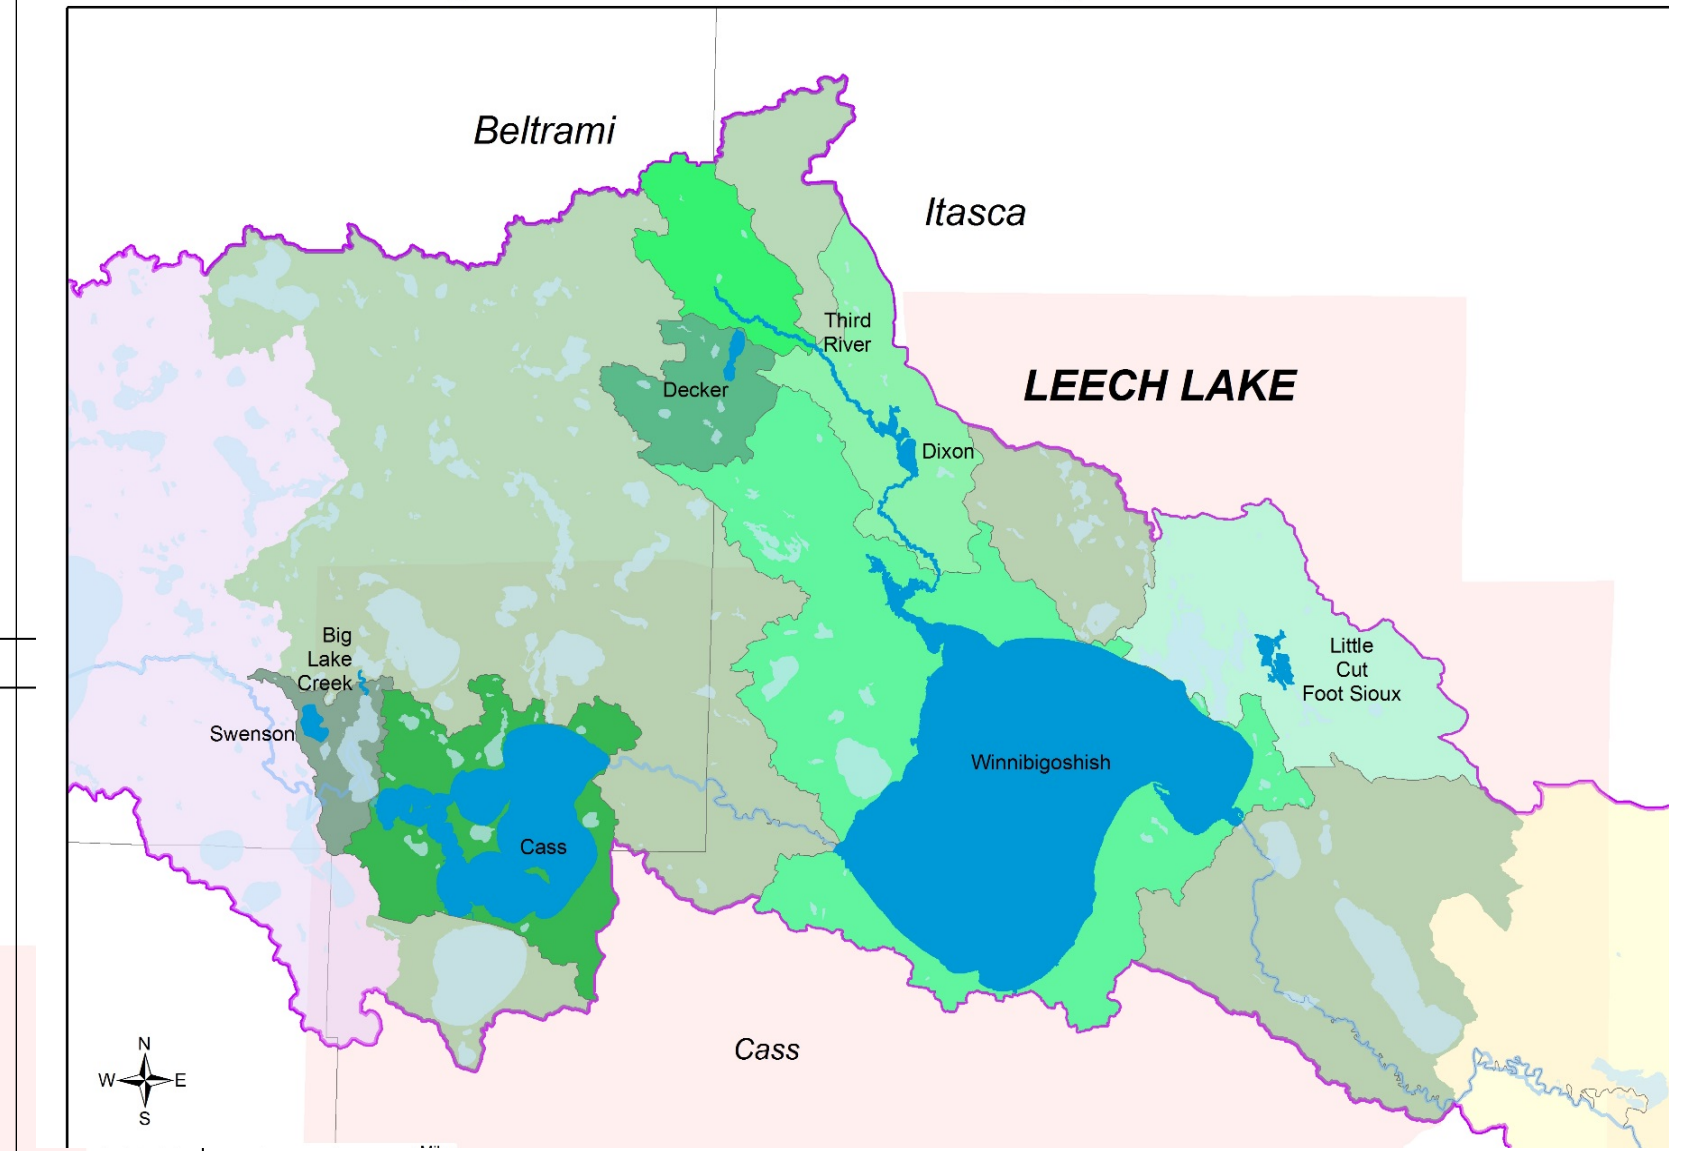 Beltrami
Itasca
Third
River
LEECH LAKE
Decker
Dixon
Big
Lake
Creek
Little
Cut
Foot Sioux
Swenson
Winnibigoshish
Cass
Cass
N
W
E
S